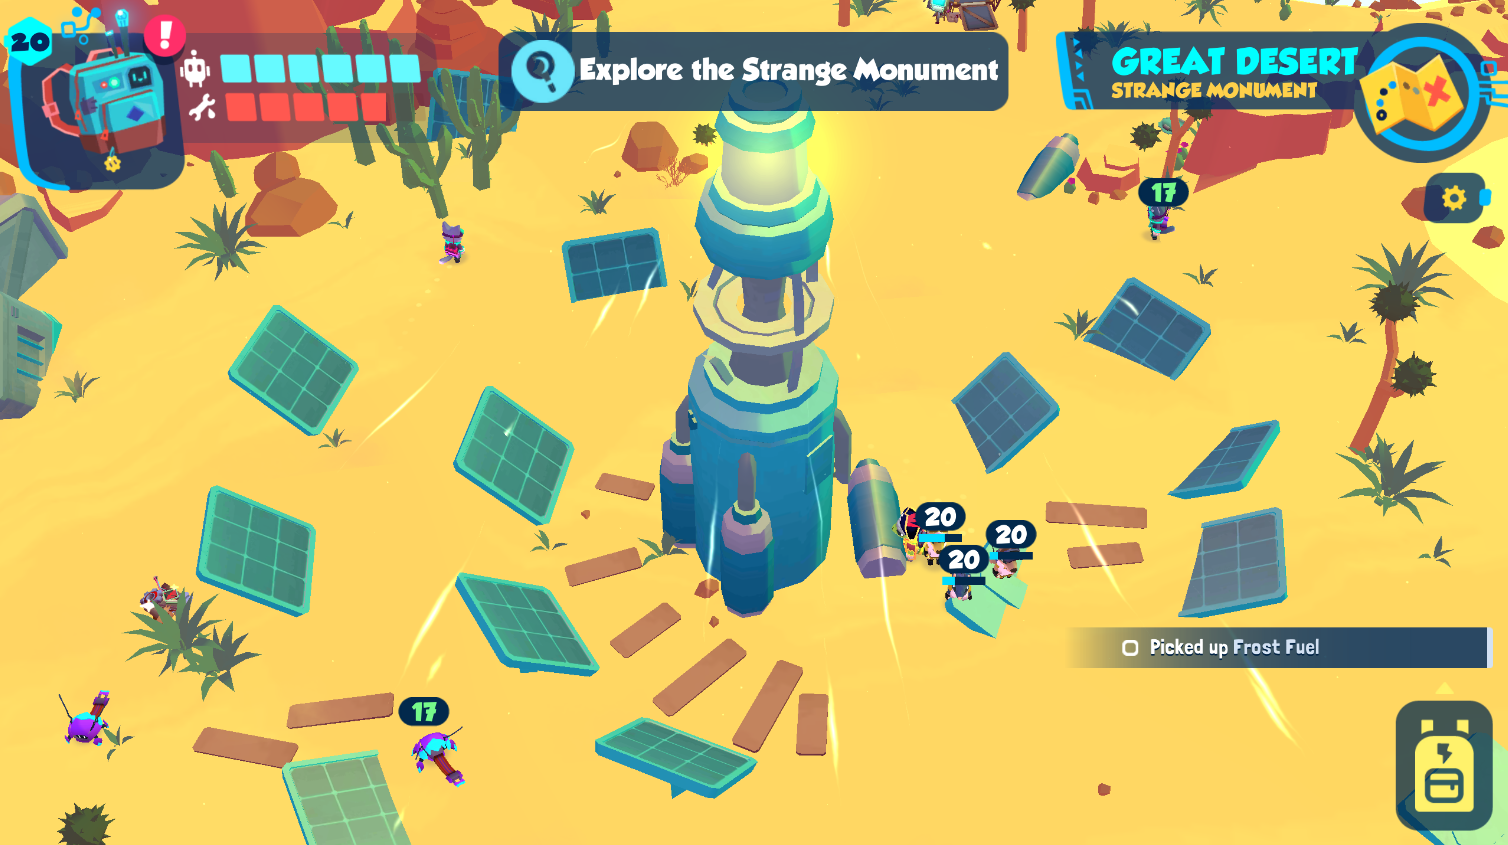 20
!
Explore the Strange Monument
GREAT DESERT
STRANGE MONUMENT
17
20
20
20
Picked up Frost Fuel
17